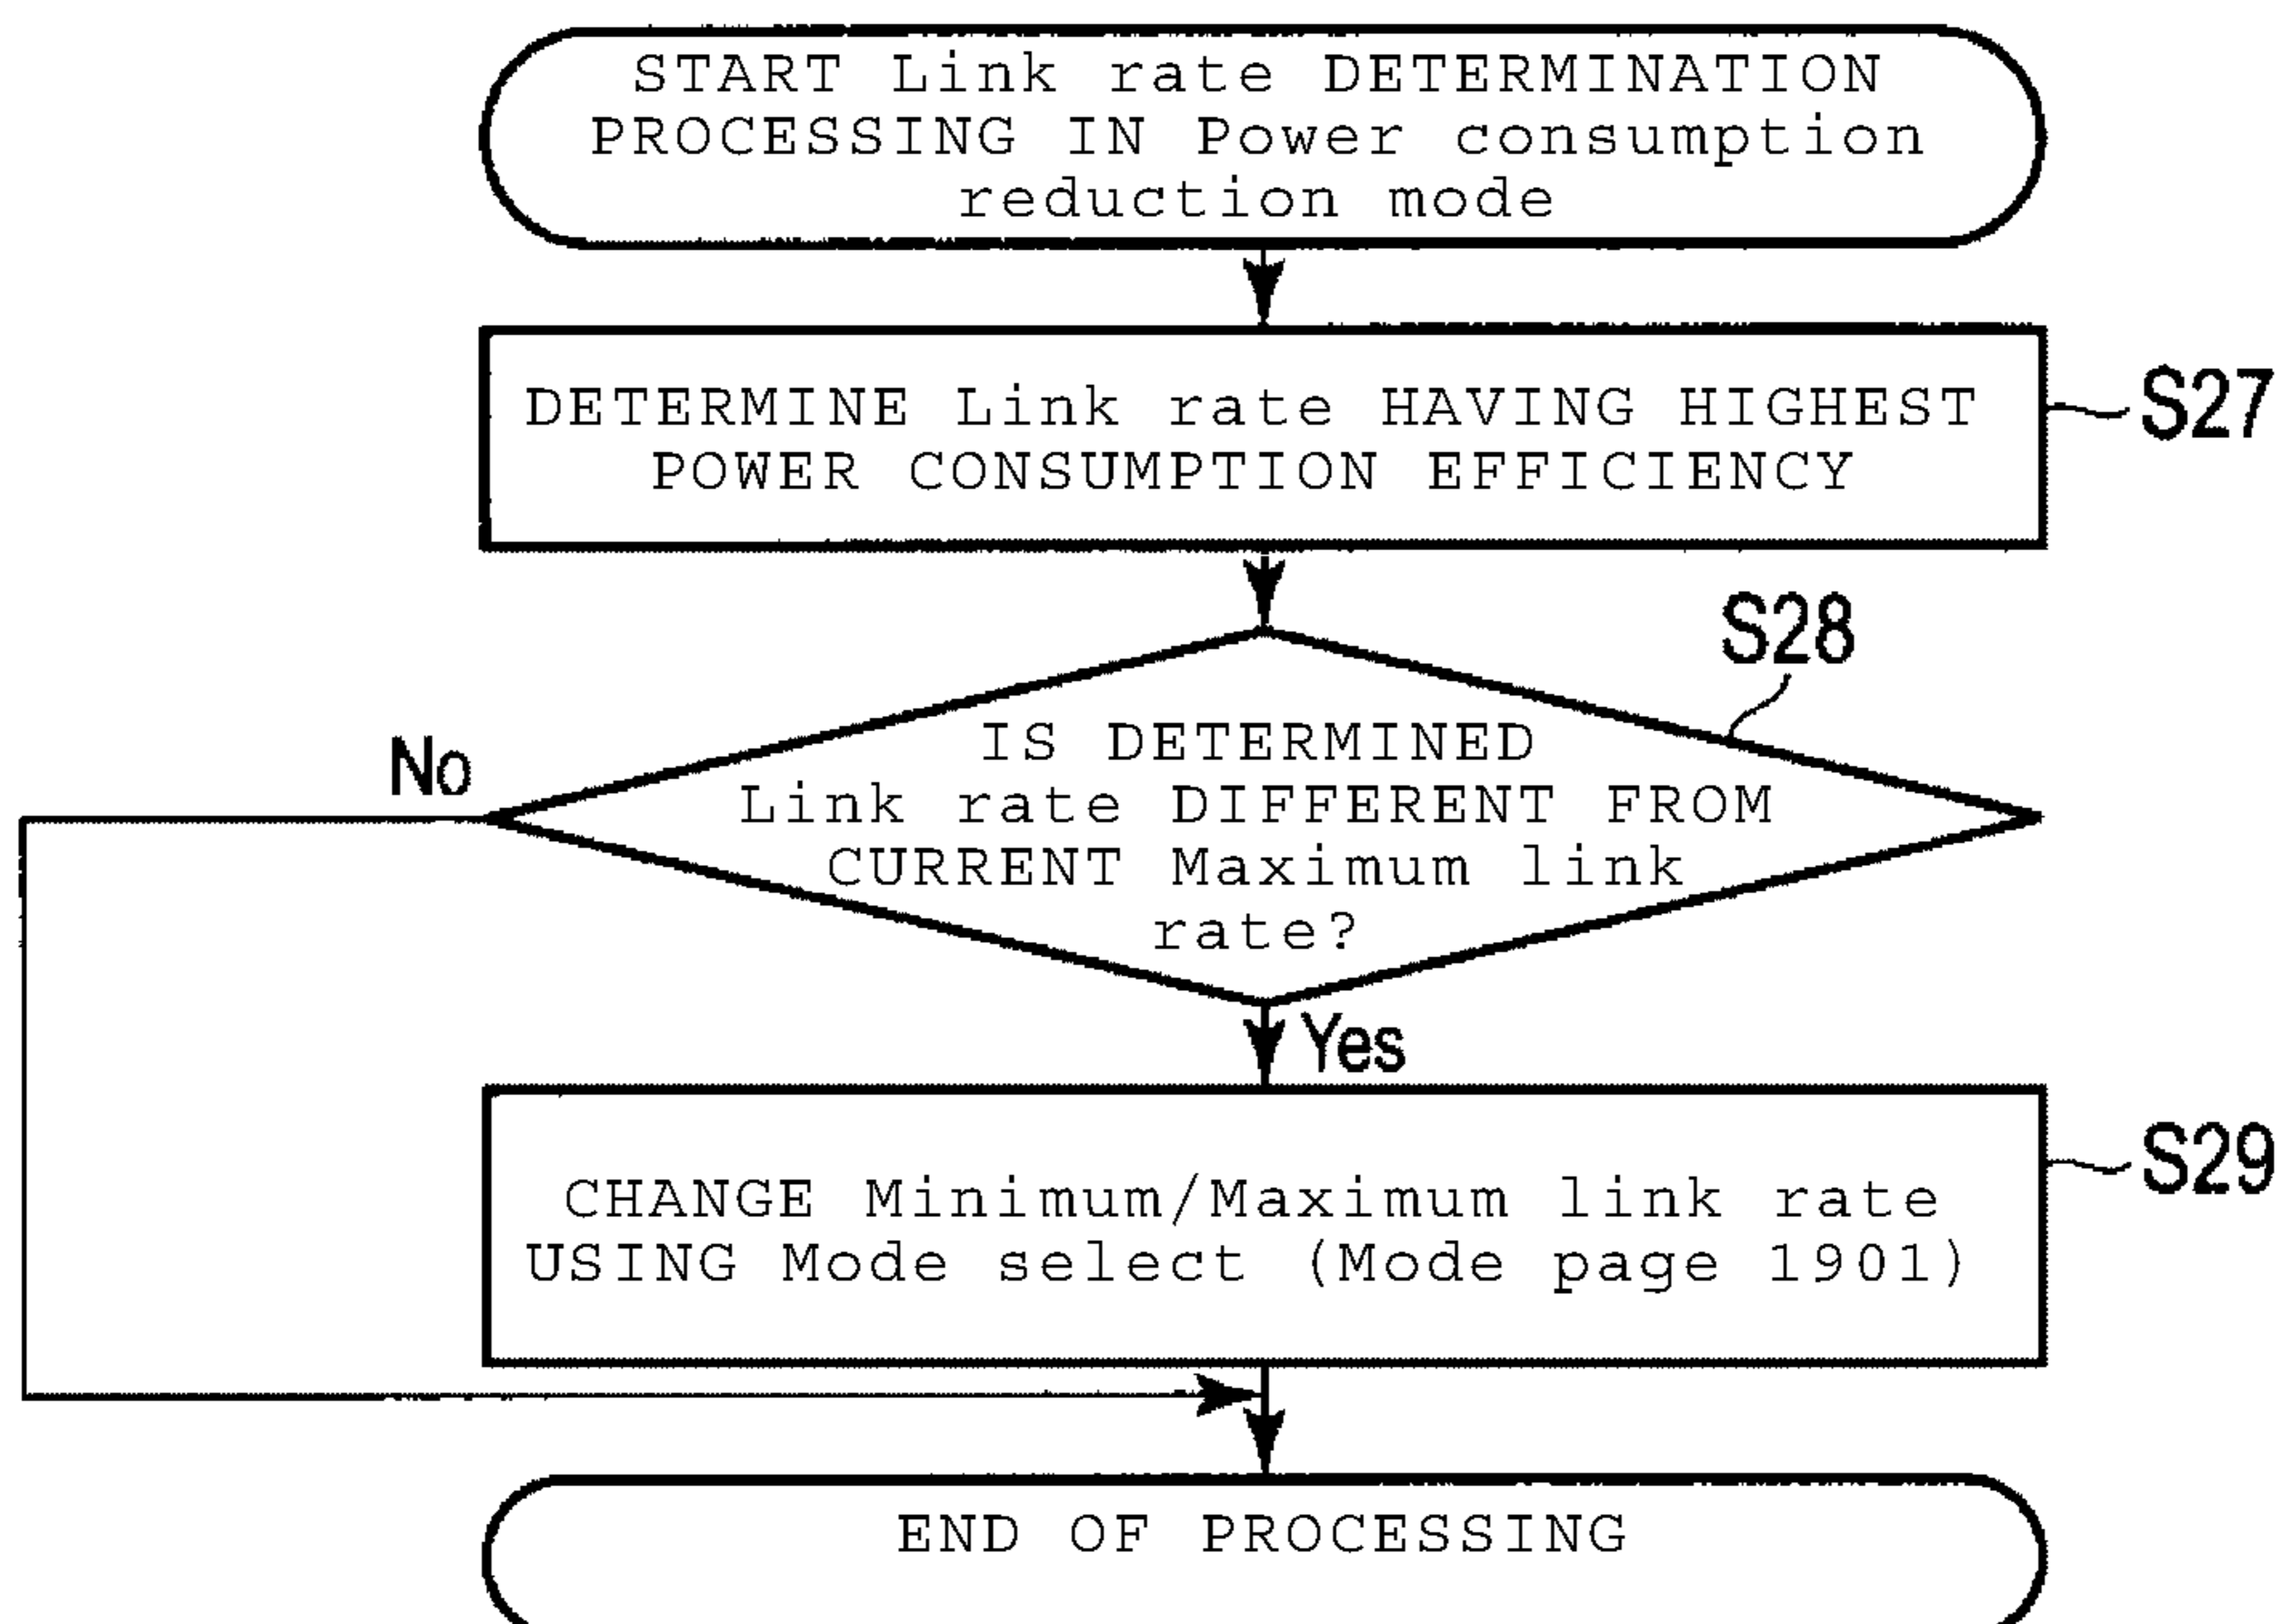 START Link rate DETERMINATION
PROCESSING IN Power consumption
reduction mode
DETERMINE Link rate HAVING HIGHEST
POWER CONSUMPTION EFFICIENCY
S27
S28
IS DETERMINED
Link rate DIFFERENT FROM
CURRENT Maximum link
rate?
No
Yes
CHANGE Minimum/Maximum link rate
USING Mode select (Mode page 1901)
S29
END OF PROCESSING